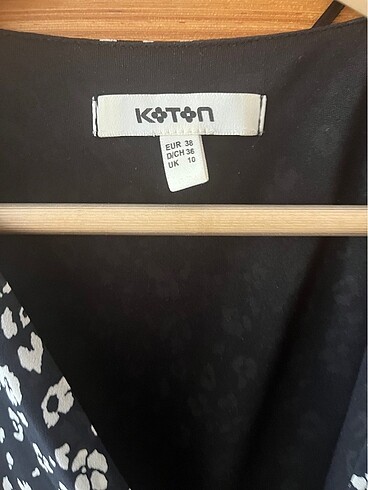 KOTON
EUR 38
D/CH 36
UK 10